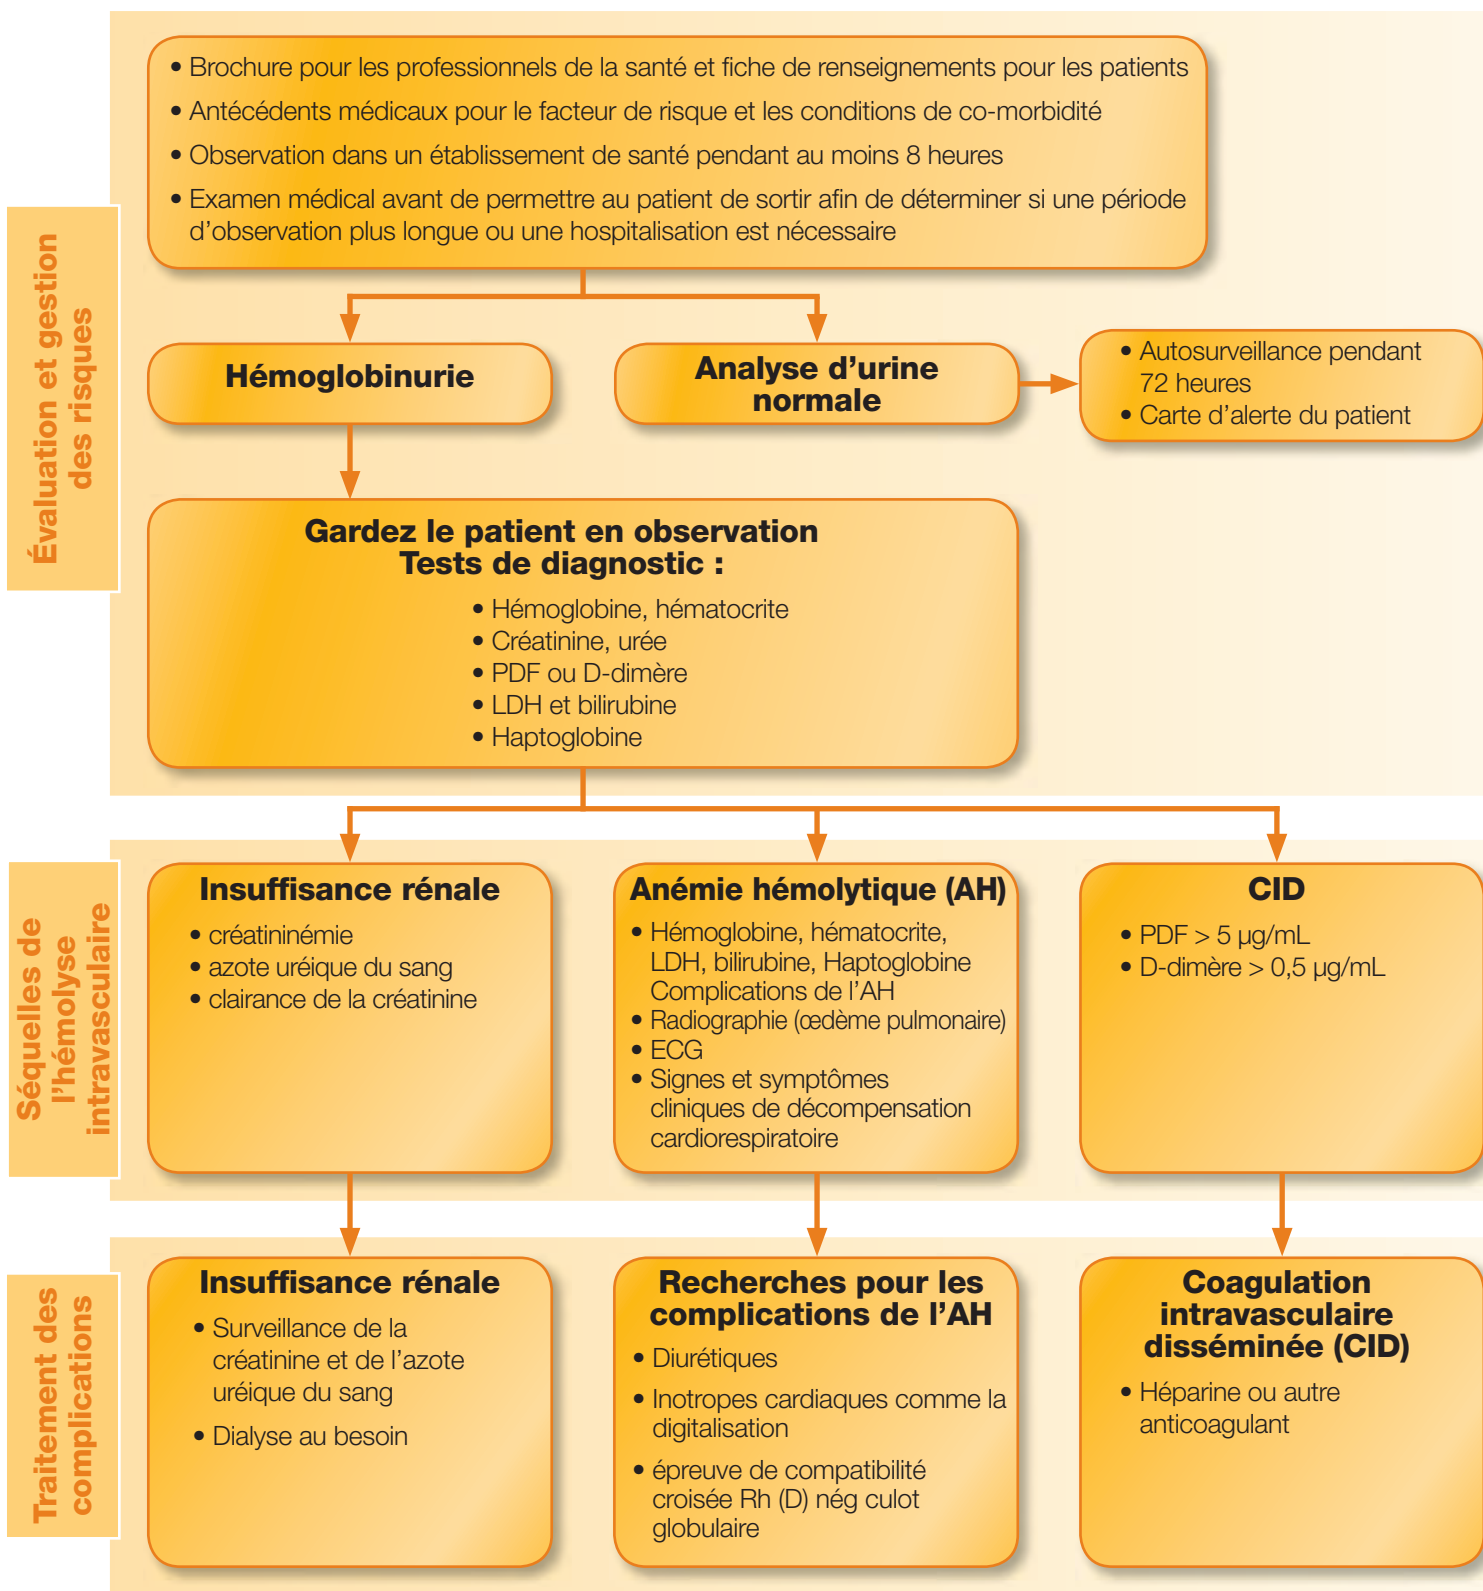 Évaluation et gestion
des risques
• Brochure pour les professionnels de la santé et fiche de renseignements pour les patients
• Antécédents médicaux pour le facteur de risque et les conditions de co-morbidité
• Observation dans un établissement de santé pendant au moins 8 heures
• Examen médical avant de permettre au patient de sortir afin de déterminer si une période
d’observation plus longue ou une hospitalisation est nécessaire
Hémoglobinurie
Analyse d’urine
normale
• Autosurveillance pendant
72 heures
• Carte d’alerte du patient
Gardez le patient en observation
Tests de diagnostic :
• Hémoglobine, hématocrite
• Créatinine, urée
• PDF ou D-dimère
• LDH et bilirubine
• Haptoglobine
Séquelles de
l’hémolyse
intravasculaire
Insuffisance rénale
• créatininémie
• azote uréique du sang
• clairance de la créatinine
Anémie hémolytique (AH)
• Hémoglobine, hématocrite,
LDH, bilirubine, Haptoglobine
Complications de l’AH
• Radiographie (œdème pulmonaire)
• ECG
• Signes et symptômes
cliniques de décompensation
cardiorespiratoire
CID
• PDF > 5 µg/mL
• D-dimère > 0,5 µg/mL
Traitement des
complications
Insuffisance rénale
• Surveillance de la
créatinine et de l’azote
uréique du sang
• Dialyse au besoin
Recherches pour les
complications de l’AH
• Diurétiques
• Inotropes cardiaques comme la
digitalisation
• épreuve de compatibilité
croisée Rh (D) nég culot
globulaire
Coagulation
intravasculaire
disséminée (CID)
• Héparine ou autre
anticoagulant